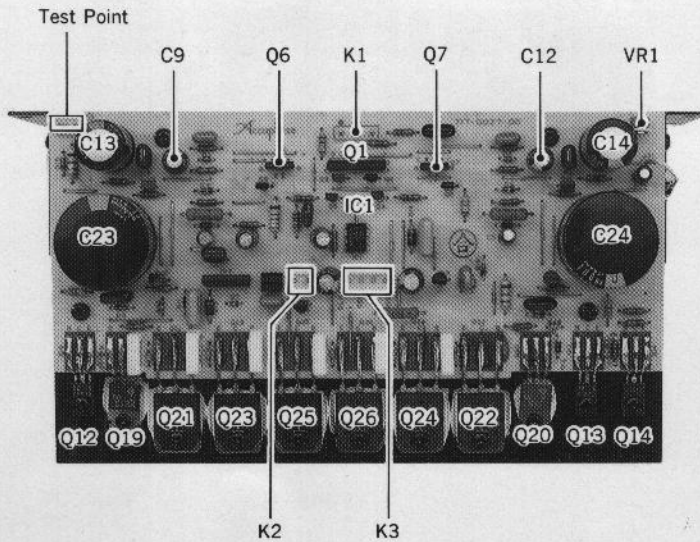 Test Point
C9 Q6 K1 Q7 C12 VR1
Accuphase
C13 Q1 C14
IC1
C23 C24
Q12 Q19 Q21 Q23 Q25 Q26 Q24 Q22 Q20 Q13 Q14
K2 K3